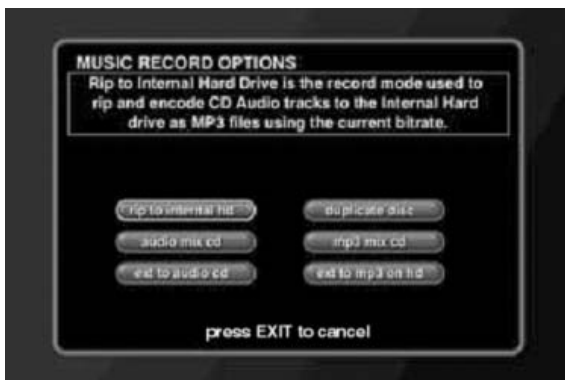 MUSIC RECORD OPTIONS
Rip to Internal Hard Drive is the record mode used to
rip and encode CD Audio tracks to the Internal Hard
drive as MP3 files using the current bitrate.
rip to internal hd duplicate disc
audio mix cd mp3 mix cd
ext to audio cd ext to mp3 on hd
press EXIT to cancel